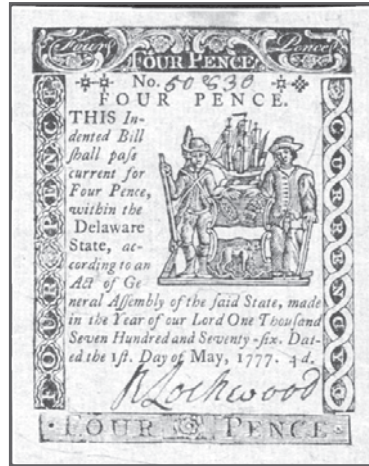 Four Pence
FOUR PENCE
No. 50830
FOUR PENCE.
THIS In-
dented Bill
ſhall paſs
current for
Four Pence,
within the
Delaware
State, ac-
cording to an
Act of Ge
neral Aſſembly of the ſaid State, made
in the Year of our Lord One Thouſand
Seven Hundred and Seventy-ſix. Dat-
ed the 1ſt. Day of May, 1777. 4d.
FOUR PENCE
CURRENCY
R Lockwood
FOUR PENCE